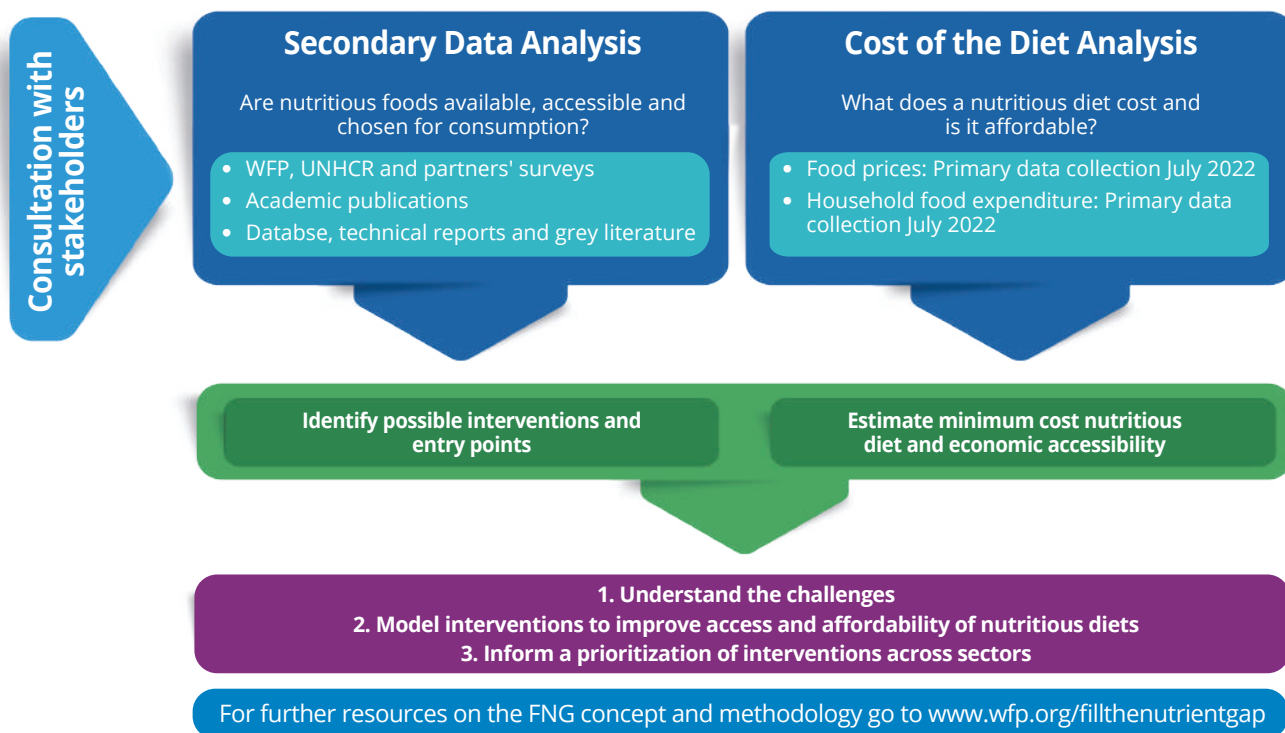 Consultation with
stakeholders
Secondary Data Analysis
Are nutritious foods available, accessible and
chosen for consumption?
• WFP, UNHCR and partners' surveys
• Academic publications
• Databse, technical reports and grey literature
Cost of the Diet Analysis
What does a nutritious diet cost and
is it affordable?
• Food prices: Primary data collection July 2022
• Household food expenditure: Primary data
collection July 2022
Identify possible interventions and
entry points
Estimate minimum cost nutritious
diet and economic accessibility
1. Understand the challenges
2. Model interventions to improve access and affordability of nutritious diets
3. Inform a prioritization of interventions across sectors
For further resources on the FNG concept and methodology go to www.wfp.org/fillthenutrientgap